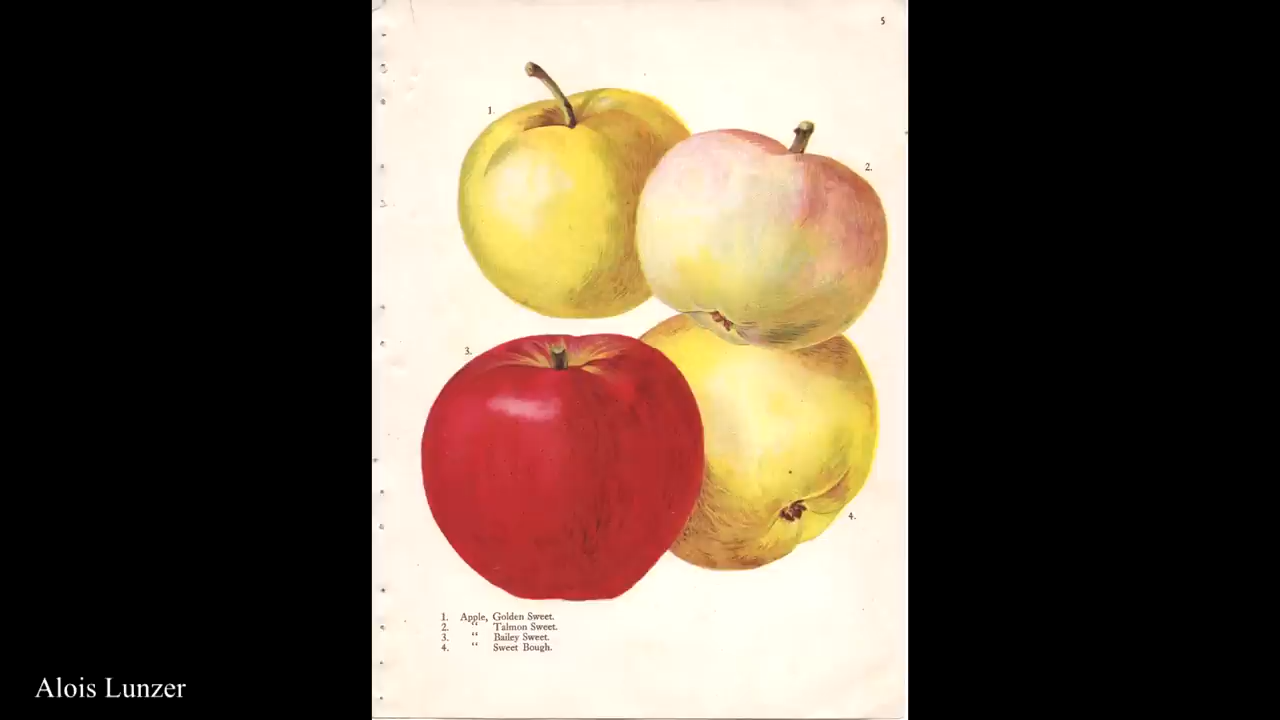 5
1.
2.
3.
4.
1. Apple, Golden Sweet.
2. “ Talmon Sweet.
3. “ Bailey Sweet.
4. “ Sweet Bough.
Alois Lunzer